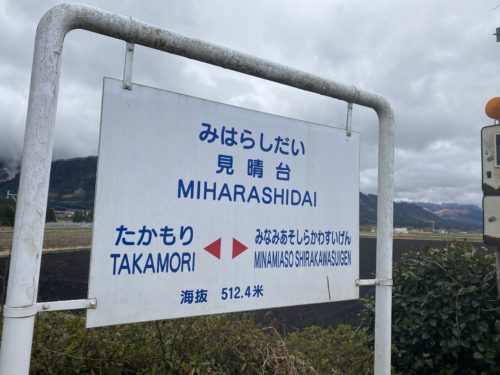 みはらしだい
見晴台
MIHARASHIDAI
たかもり
TAKAMORI
みなみあそしらかわすいげん
MINAMIASO SHIRAKAWASUIGEN
海抜 512.4米